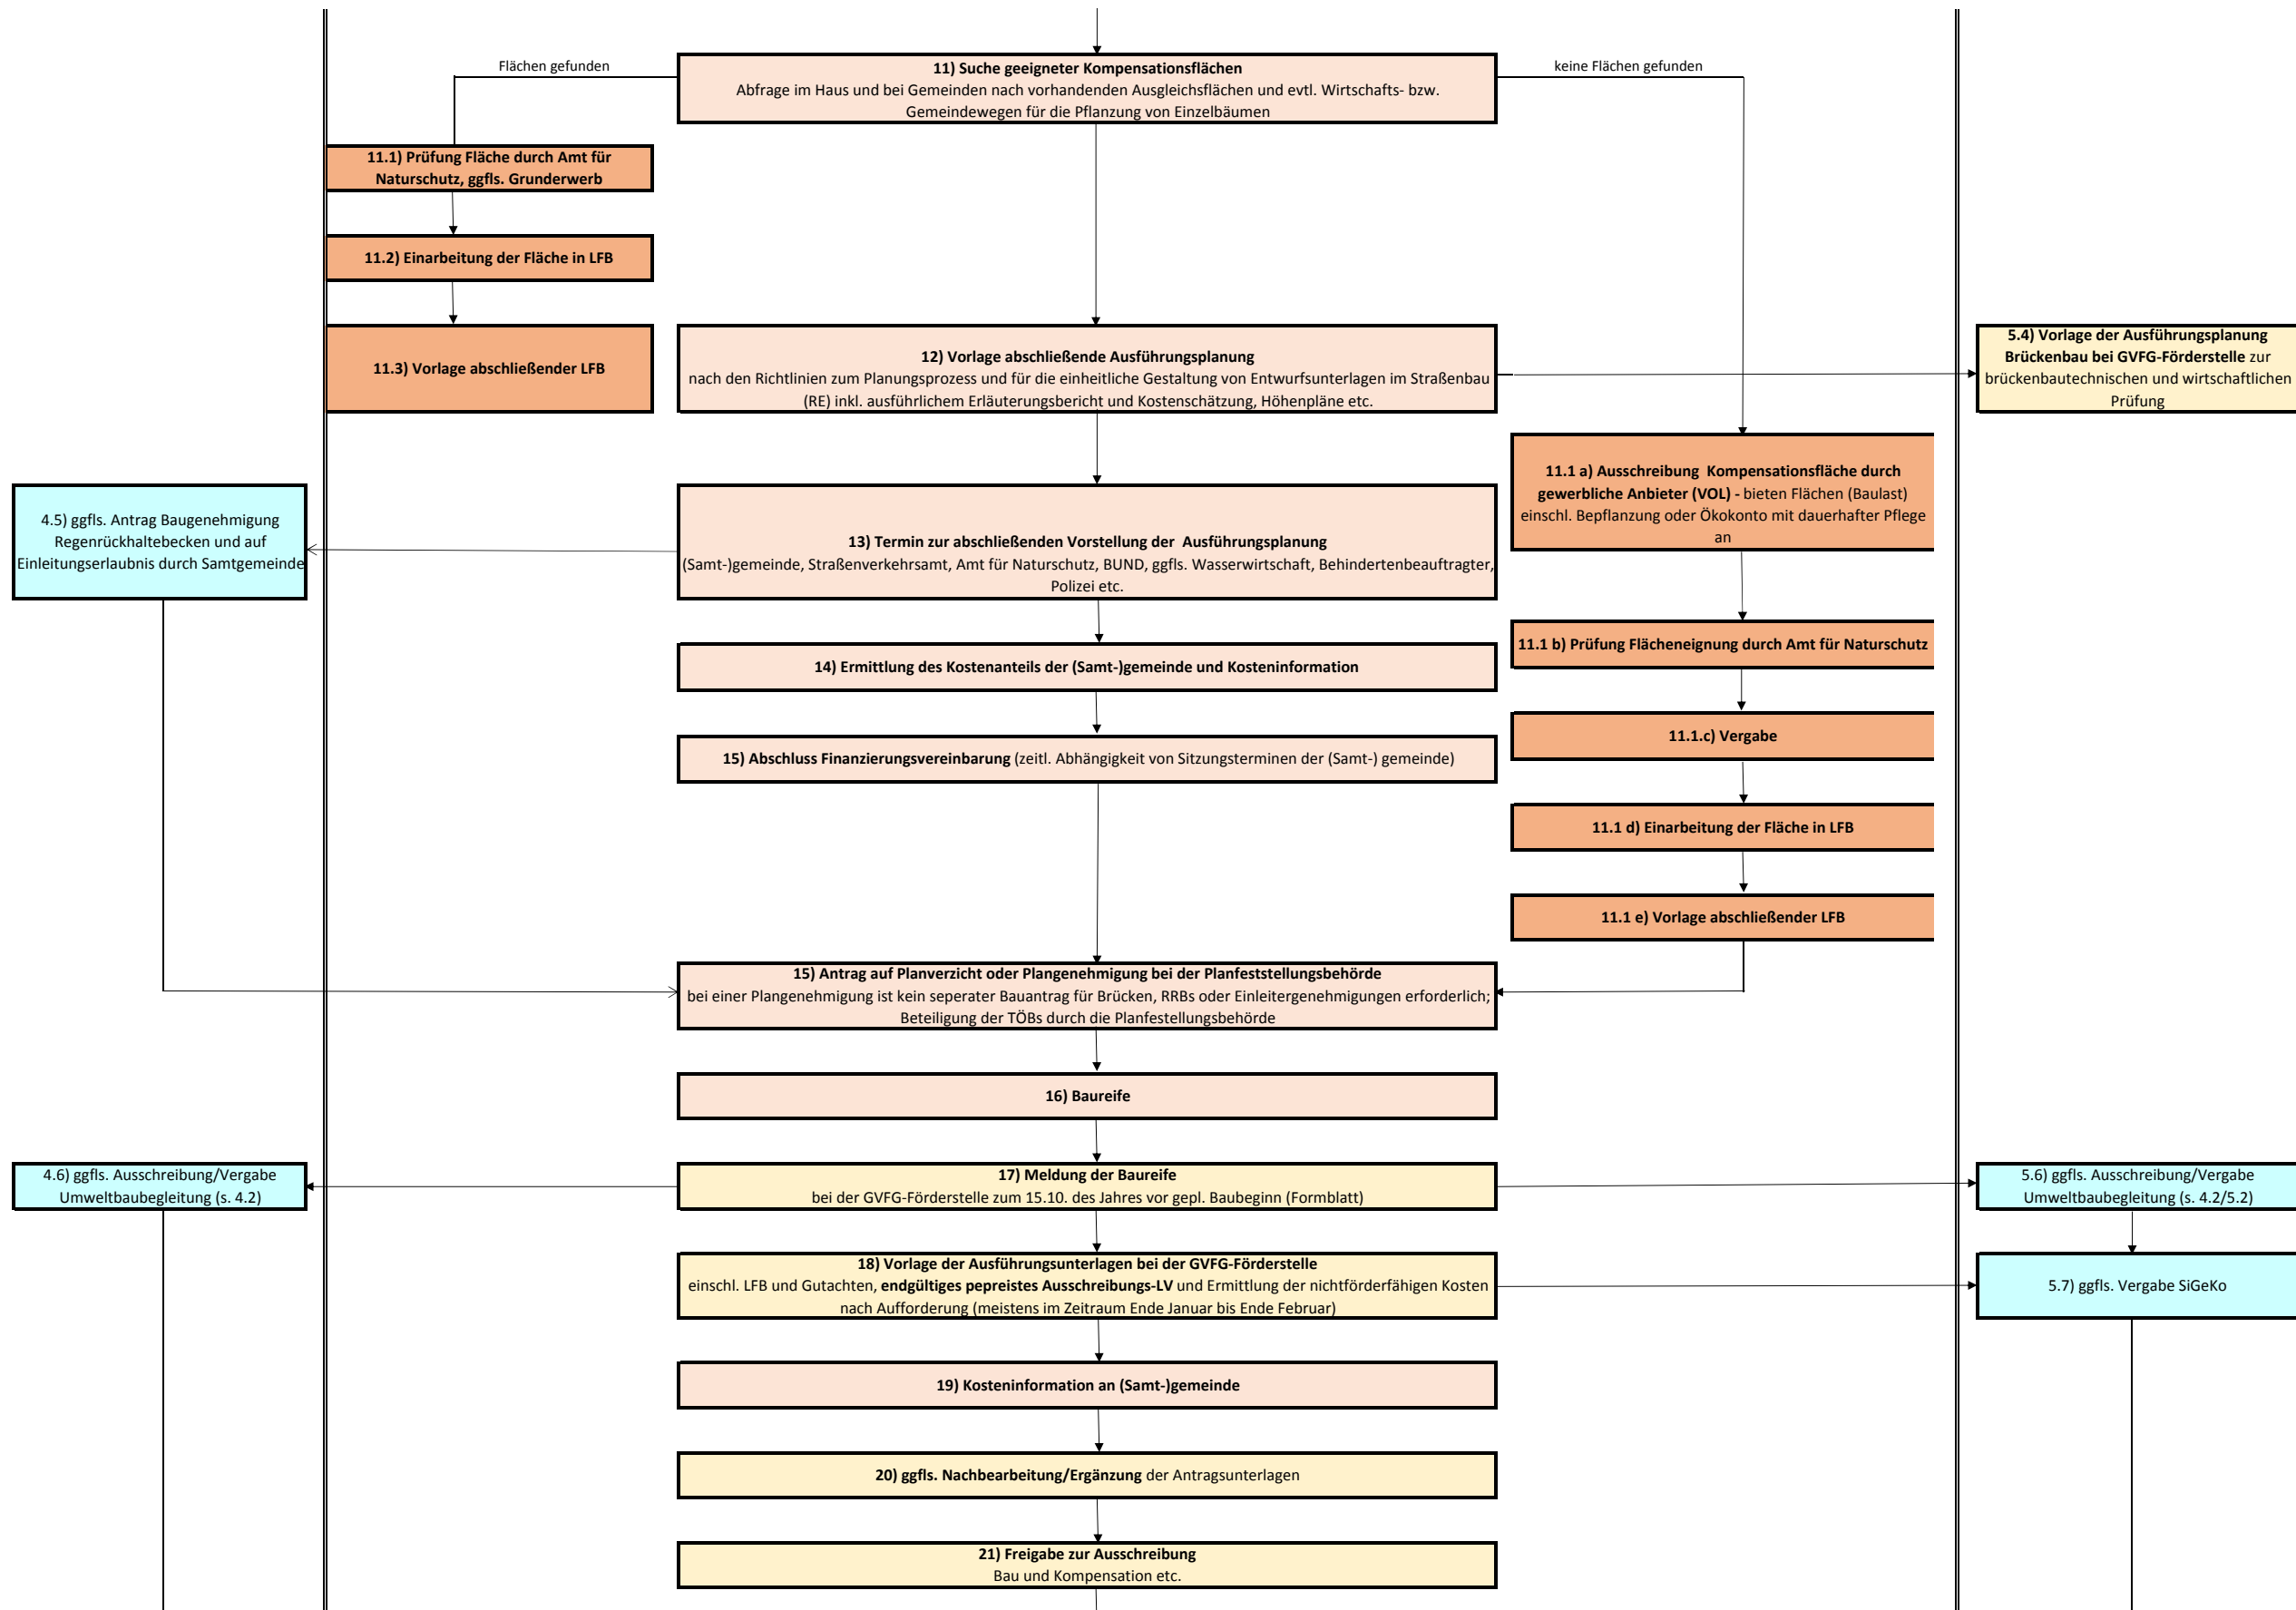 Flächen gefunden
11) Suche geeigneter Kompensationsflächen
Abfrage im Haus und bei Gemeinden nach vorhandenden Ausgleichsflächen und evtl. Wirtschafts- bzw.
Gemeindewegen für die Pflanzung von Einzelbäumen
keine Flächen gefunden
11.1) Prüfung Fläche durch Amt für
Naturschutz, ggfls. Grunderwerb
11.2) Einarbeitung der Fläche in LFB
11.3) Vorlage abschließender LFB
12) Vorlage abschließende Ausführungsplanung
nach den Richtlinien zum Planungsprozess und für die einheitliche Gestaltung von Entwurfsunterlagen im Straßenbau
(RE) inkl. ausführlichem Erläuterungsbericht und Kostenschätzung, Höhenpläne etc.
5.4) Vorlage der Ausführungsplanung
Brückenbau bei GVFG-Förderstelle zur
brückenbautechnischen und wirtschaftlichen
Prüfung
11.1 a) Ausschreibung  Kompensationsfläche durch
gewerbliche Anbieter (VOL) - bieten Flächen (Baulast)
einschl. Bepflanzung oder Ökokonto mit dauerhafter Pflege
an
4.5) ggfls. Antrag Baugenehmigung
Regenrückhaltebecken und auf
Einleitungserlaubnis durch Samtgemeinde
13) Termin zur abschließenden Vorstellung der  Ausführungsplanung
(Samt-)gemeinde, Straßenverkehrsamt, Amt für Naturschutz, BUND, ggfls. Wasserwirtschaft, Behindertenbeauftragter,
Polizei etc.
11.1 b) Prüfung Flächeneignung durch Amt für Naturschutz
14) Ermittlung des Kostenanteils der (Samt-)gemeinde und Kosteninformation
11.1.c) Vergabe
15) Abschluss Finanzierungsvereinbarung (zeitl. Abhängigkeit von Sitzungsterminen der (Samt-) gemeinde)
11.1 d) Einarbeitung der Fläche in LFB
11.1 e) Vorlage abschließender LFB
15) Antrag auf Planverzicht oder Plangenehmigung bei der Planfeststellungsbehörde
bei einer Plangenehmigung ist kein seperater Bauantrag für Brücken, RRBs oder Einleitergenehmigungen erforderlich;
Beteiligung der TÖBs durch die Planfestellungsbehörde
16) Baureife
4.6) ggfls. Ausschreibung/Vergabe
Umweltbaubegleitung (s. 4.2)
17) Meldung der Baureife
bei der GVFG-Förderstelle zum 15.10. des Jahres vor gepl. Baubeginn (Formblatt)
5.6) ggfls. Ausschreibung/Vergabe
Umweltbaubegleitung (s. 4.2/5.2)
18) Vorlage der Ausführungsunterlagen bei der GVFG-Förderstelle
einschl. LFB und Gutachten, endgültiges pepreistes Ausschreibungs-LV und Ermittlung der nichtförderfähigen Kosten
nach Aufforderung (meistens im Zeitraum Ende Januar bis Ende Februar)
5.7) ggfls. Vergabe SiGeKo
19) Kosteninformation an (Samt-)gemeinde
20) ggfls. Nachbearbeitung/Ergänzung der Antragsunterlagen
21) Freigabe zur Ausschreibung
Bau und Kompensation etc.